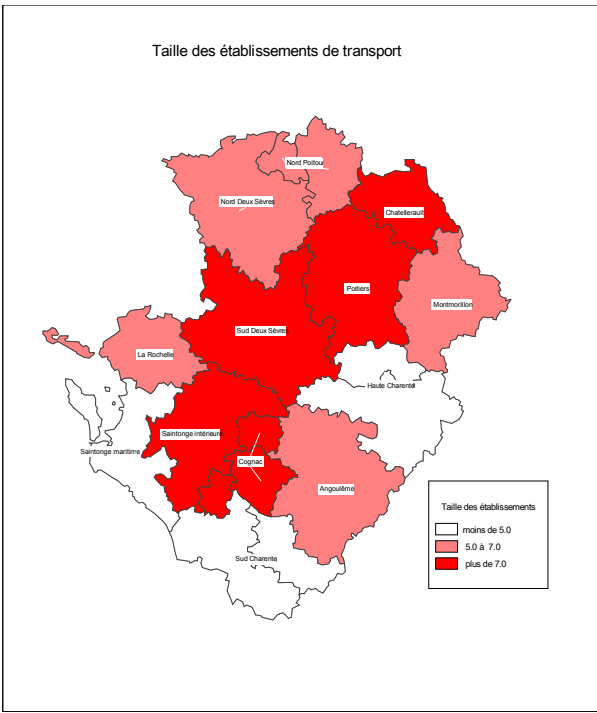 Taille des établissements de transport
Nord Poitou
Nord Deux Sèvres
Chatellerault
Poitiers
Montmorillon
Sud Deux Sèvres
La Rochelle
Haute Charente
Saintonge intérieure
Saintonge maritime
Cognac
Angoulême
Sud Charente
Taille des établissements
moins de 5.0
5.0 à 7.0
plus de 7.0